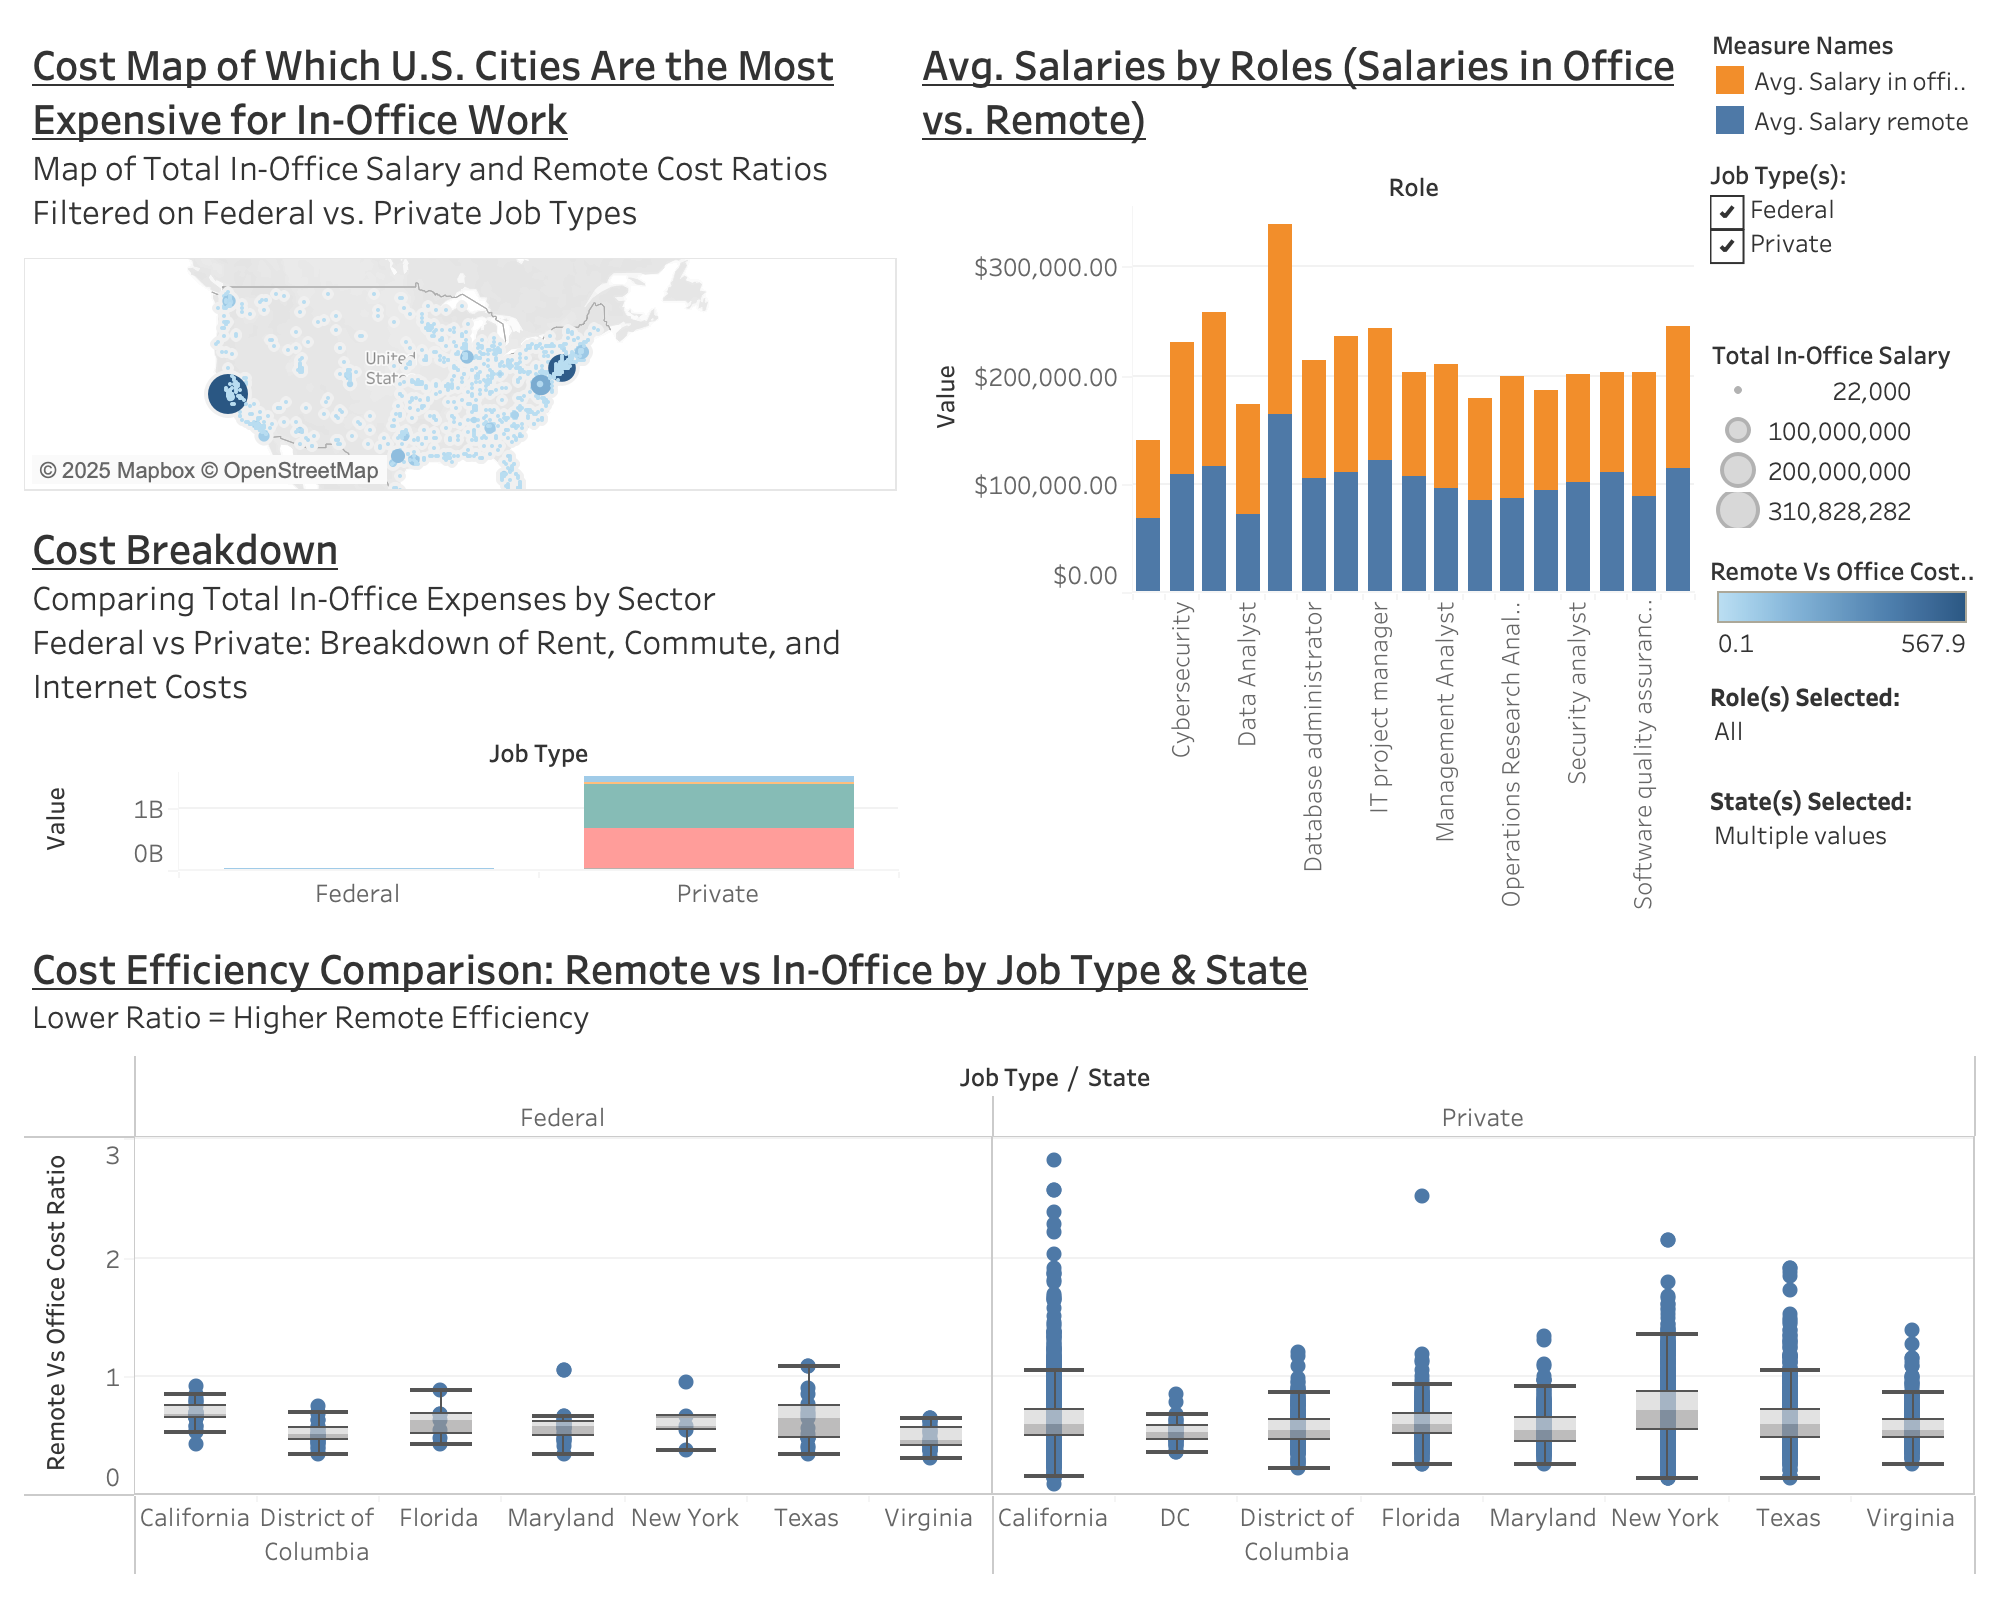 Cost Map of Which U.S. Cities Are the Most
Expensive for In-Office Work
Map of Total In-Office Salary and Remote Cost Ratios
Filtered on Federal vs. Private Job Types
United
State
© 2025 Mapbox © OpenStreetMap
Cost Breakdown
Comparing Total In-Office Expenses by Sector
Federal vs Private: Breakdown of Rent, Commute, and
Internet Costs
Job Type
Value
1B
0B
Federal
Private
Avg. Salaries by Roles (Salaries in Office
vs. Remote)
Role
Value
$300,000.00
$200,000.00
$100,000.00
$0.00
Cybersecurity
Data Analyst
Database administrator
IT project manager
Management Analyst
Operations Research Anal..
Security analyst
Software quality assuranc..
Measure Names
Avg. Salary in offi..
Avg. Salary remote
Job Type(s):
Federal
Private
Total In-Office Salary
22,000
100,000,000
200,000,000
310,828,282
Remote Vs Office Cost..
0.1 567.9
Role(s) Selected:
All
State(s) Selected:
Multiple values
Cost Efficiency Comparison: Remote vs In-Office by Job Type & State
Lower Ratio = Higher Remote Efficiency
Job Type / State
Federal
Private
Remote Vs Office Cost Ratio
3
2
1
0
California
District of
Columbia
Florida
Maryland
New York
Texas
Virginia
California
DC
District of
Columbia
Florida
Maryland
New York
Texas
Virginia